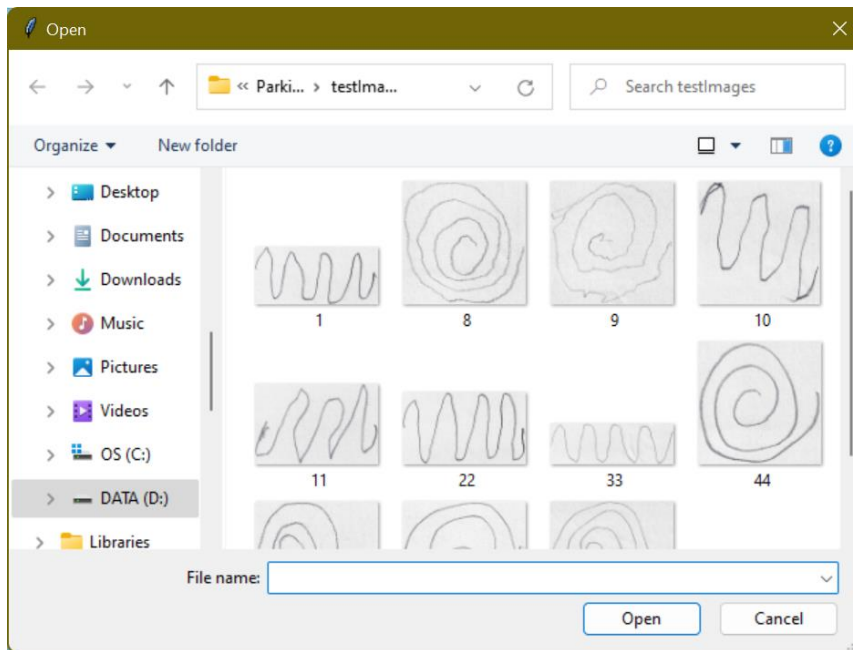 Open
« Parki... › testIma...
Search testImages
Organize
New folder
?
Desktop
Documents
Downloads
Music
Pictures
Videos
OS (C:)
DATA (D:)
Libraries
1
8
9
10
11
22
33
44
File name:
Open
Cancel